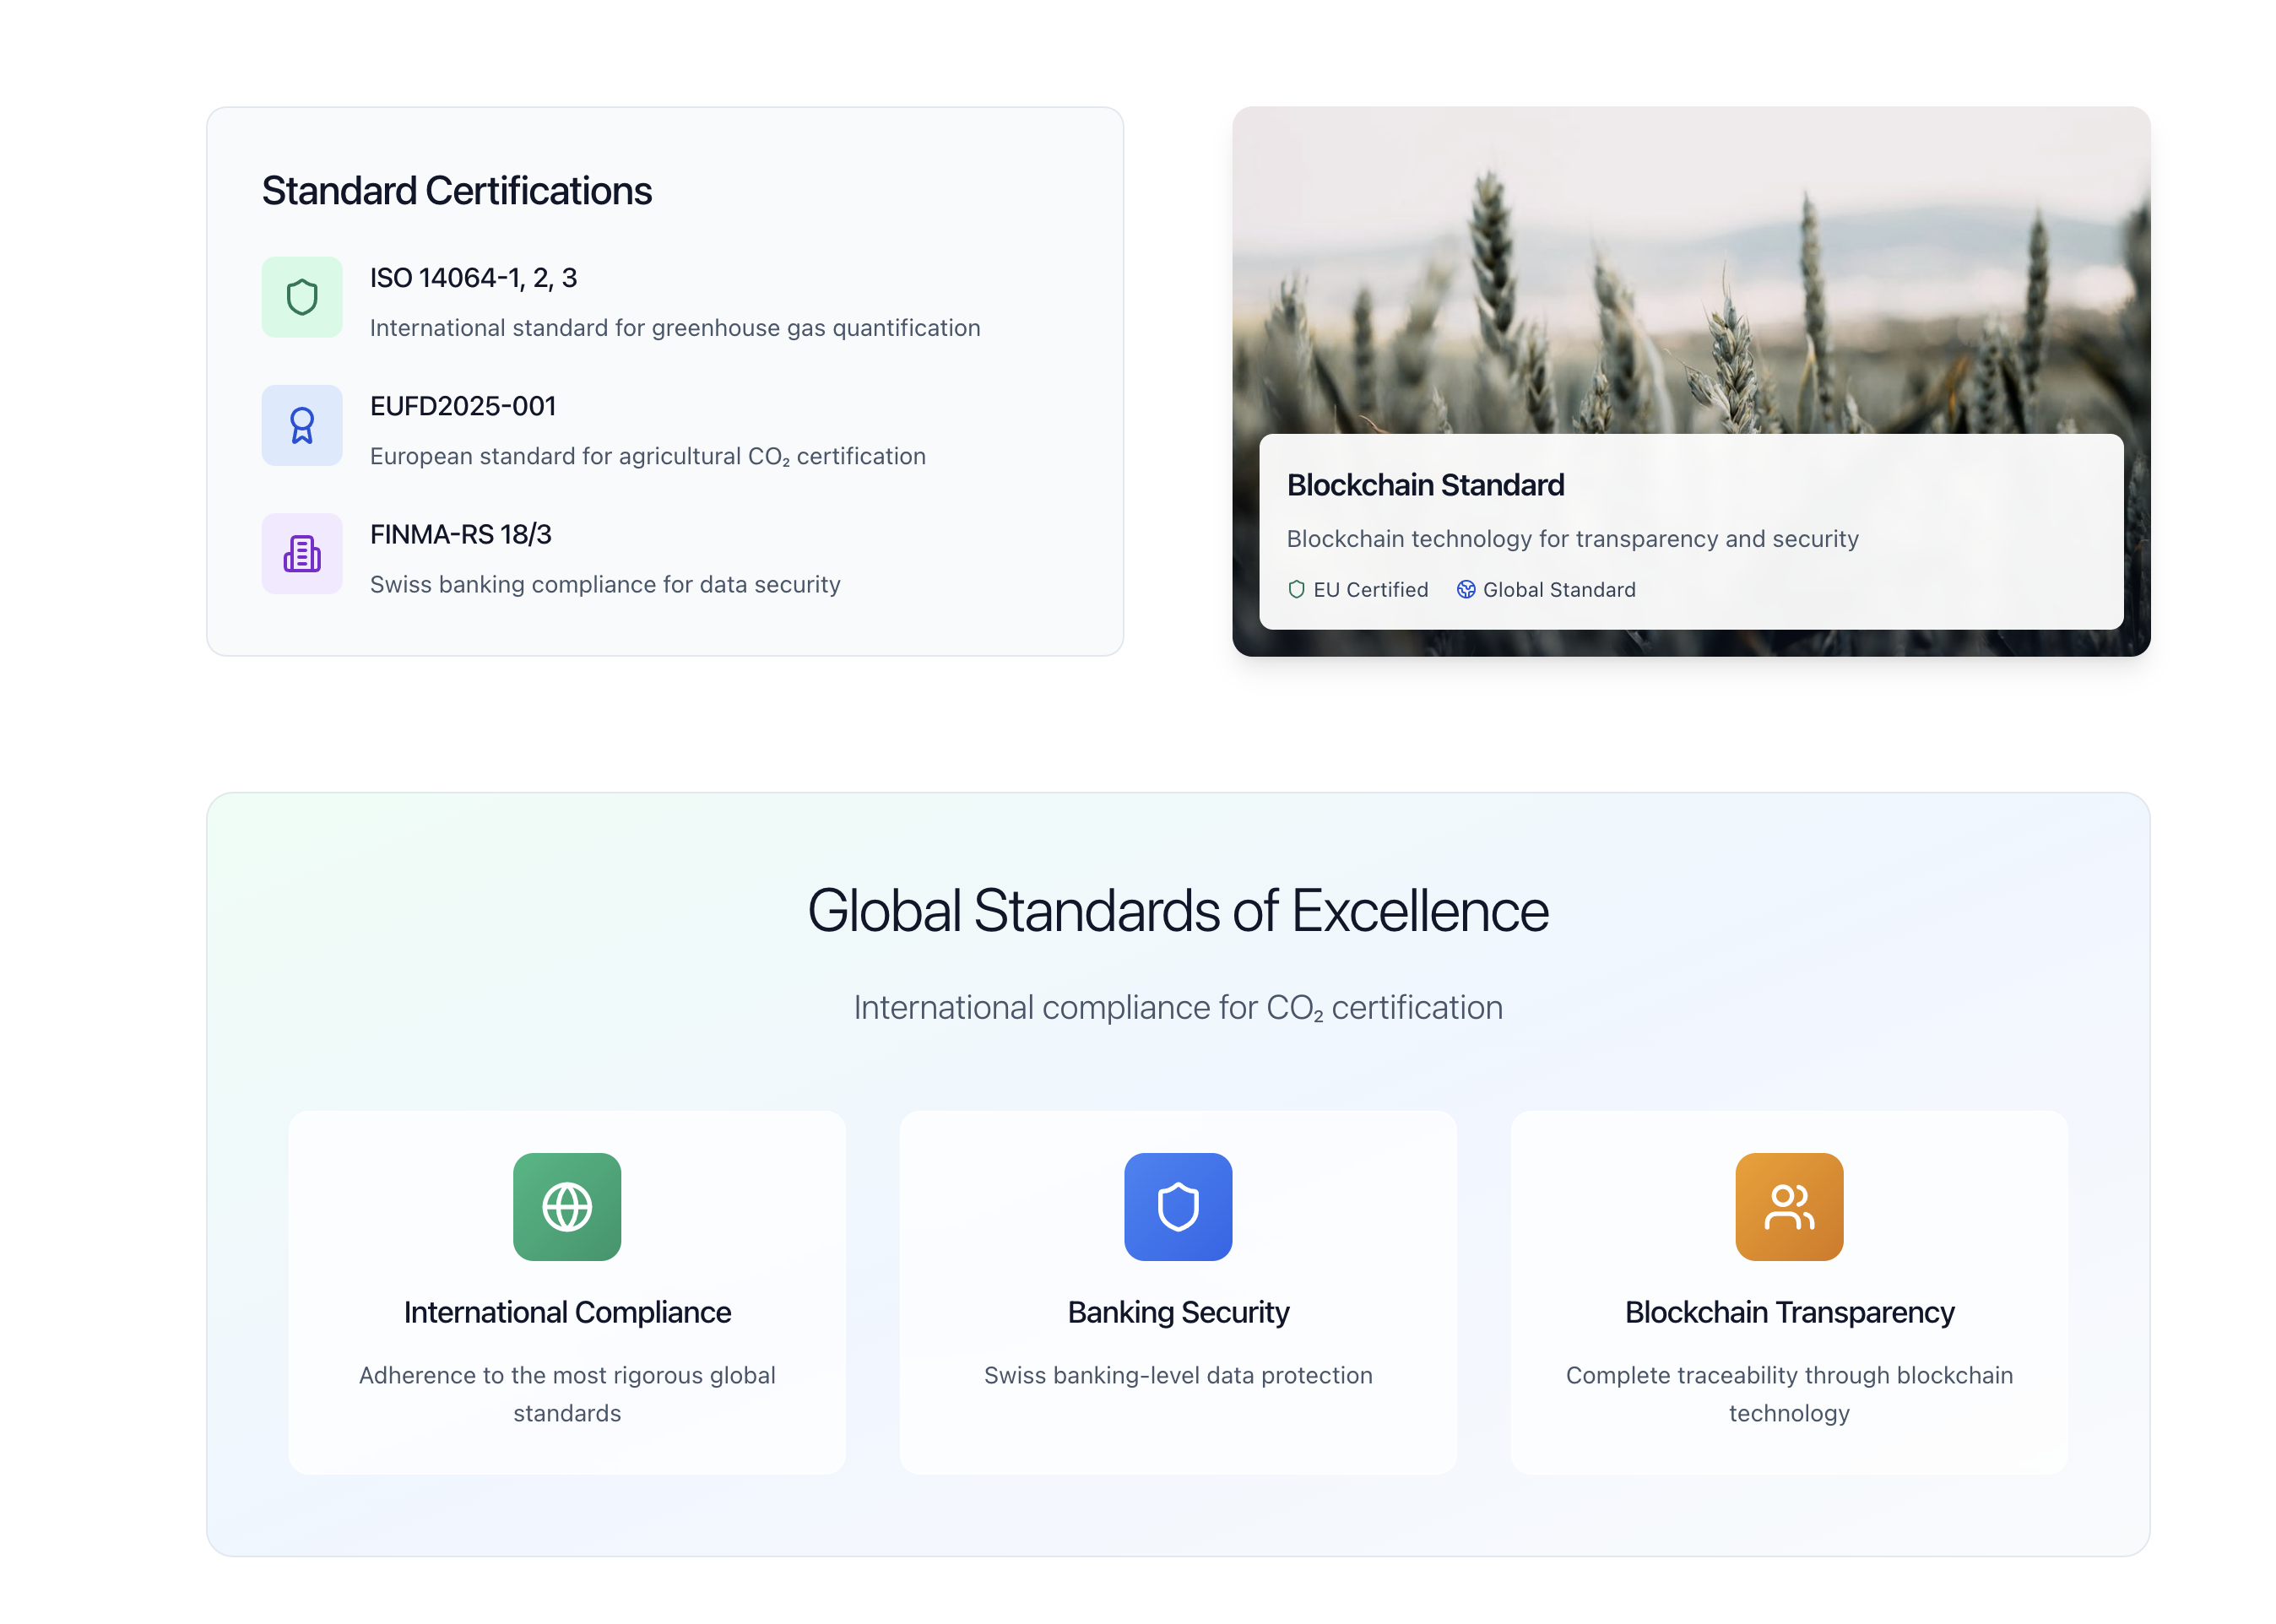 Standard Certifications
ISO 14064-1, 2, 3
International standard for greenhouse gas quantification
EUFD2025-001
European standard for agricultural CO₂ certification
FINMA-RS 18/3
Swiss banking compliance for data security
Blockchain Standard
Blockchain technology for transparency and security
EU Certified Global Standard
Global Standards of Excellence
International compliance for CO₂ certification
International Compliance
Adherence to the most rigorous global
standards
Banking Security
Swiss banking-level data protection
Blockchain Transparency
Complete traceability through blockchain
technology